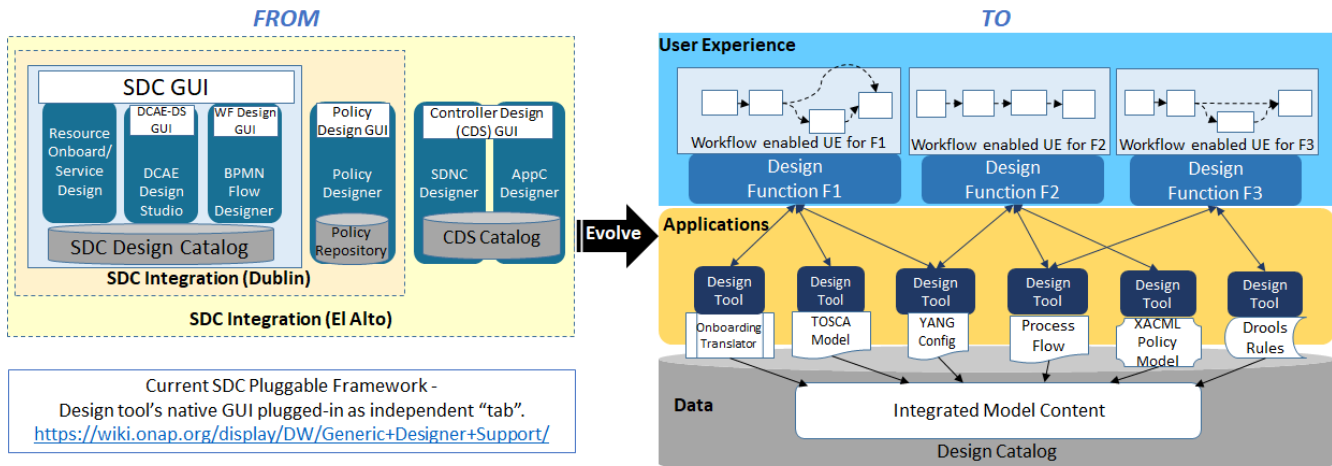 FROM
SDC GUI
Resource
Onboard/
Service
Design
DCAE-DS
GUI
DCAE
Design
Studio
WF Design
GUI
BPMN
Flow
Designer
SDC Design Catalog
Policy
Design GUI
Policy
Designer
Policy
Repository
Controller Design
(CDS) GUI
SDNC
Designer
AppC
Designer
CDS Catalog
SDC Integration (Dublin)
SDC Integration (El Alto)
Current SDC Pluggable Framework -
Design tool's native GUI plugged-in as independent “tab”.
https://wiki.onap.org/display/DW/Generic+Designer+Support/
Evolve
TO
User Experience
Workflow enabled UE for F1
Workflow enabled UE for F2
Workflow enabled UE for F3
Design
Function F1
Design
Function F2
Design
Function F3
Applications
Design
Tool
Onboarding
Translator
Design
Tool
TOSCA
Model
Design
Tool
YANG
Config
Design
Tool
Process
Flow
Design
Tool
XACML
Policy
Model
Design
Tool
Drools
Rules
Data
Integrated Model Content
Design Catalog